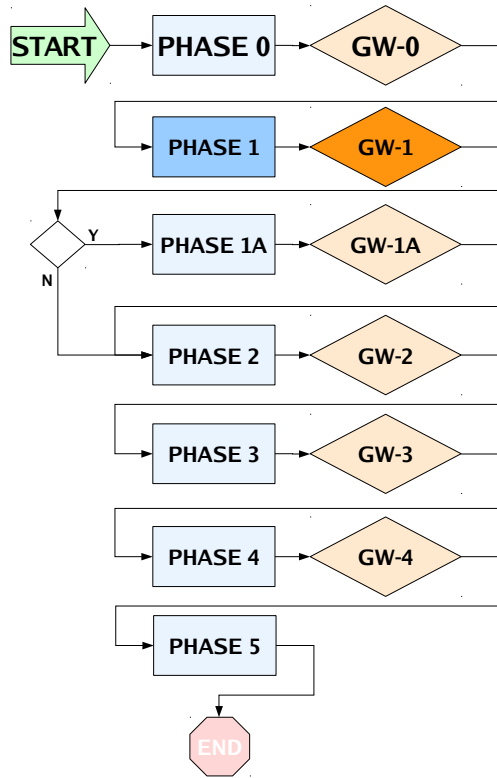 START
PHASE 0
GW-0
PHASE 1
GW-1
Y
PHASE 1A
GW-1A
N
PHASE 2
GW-2
PHASE 3
GW-3
PHASE 4
GW-4
PHASE 5
END